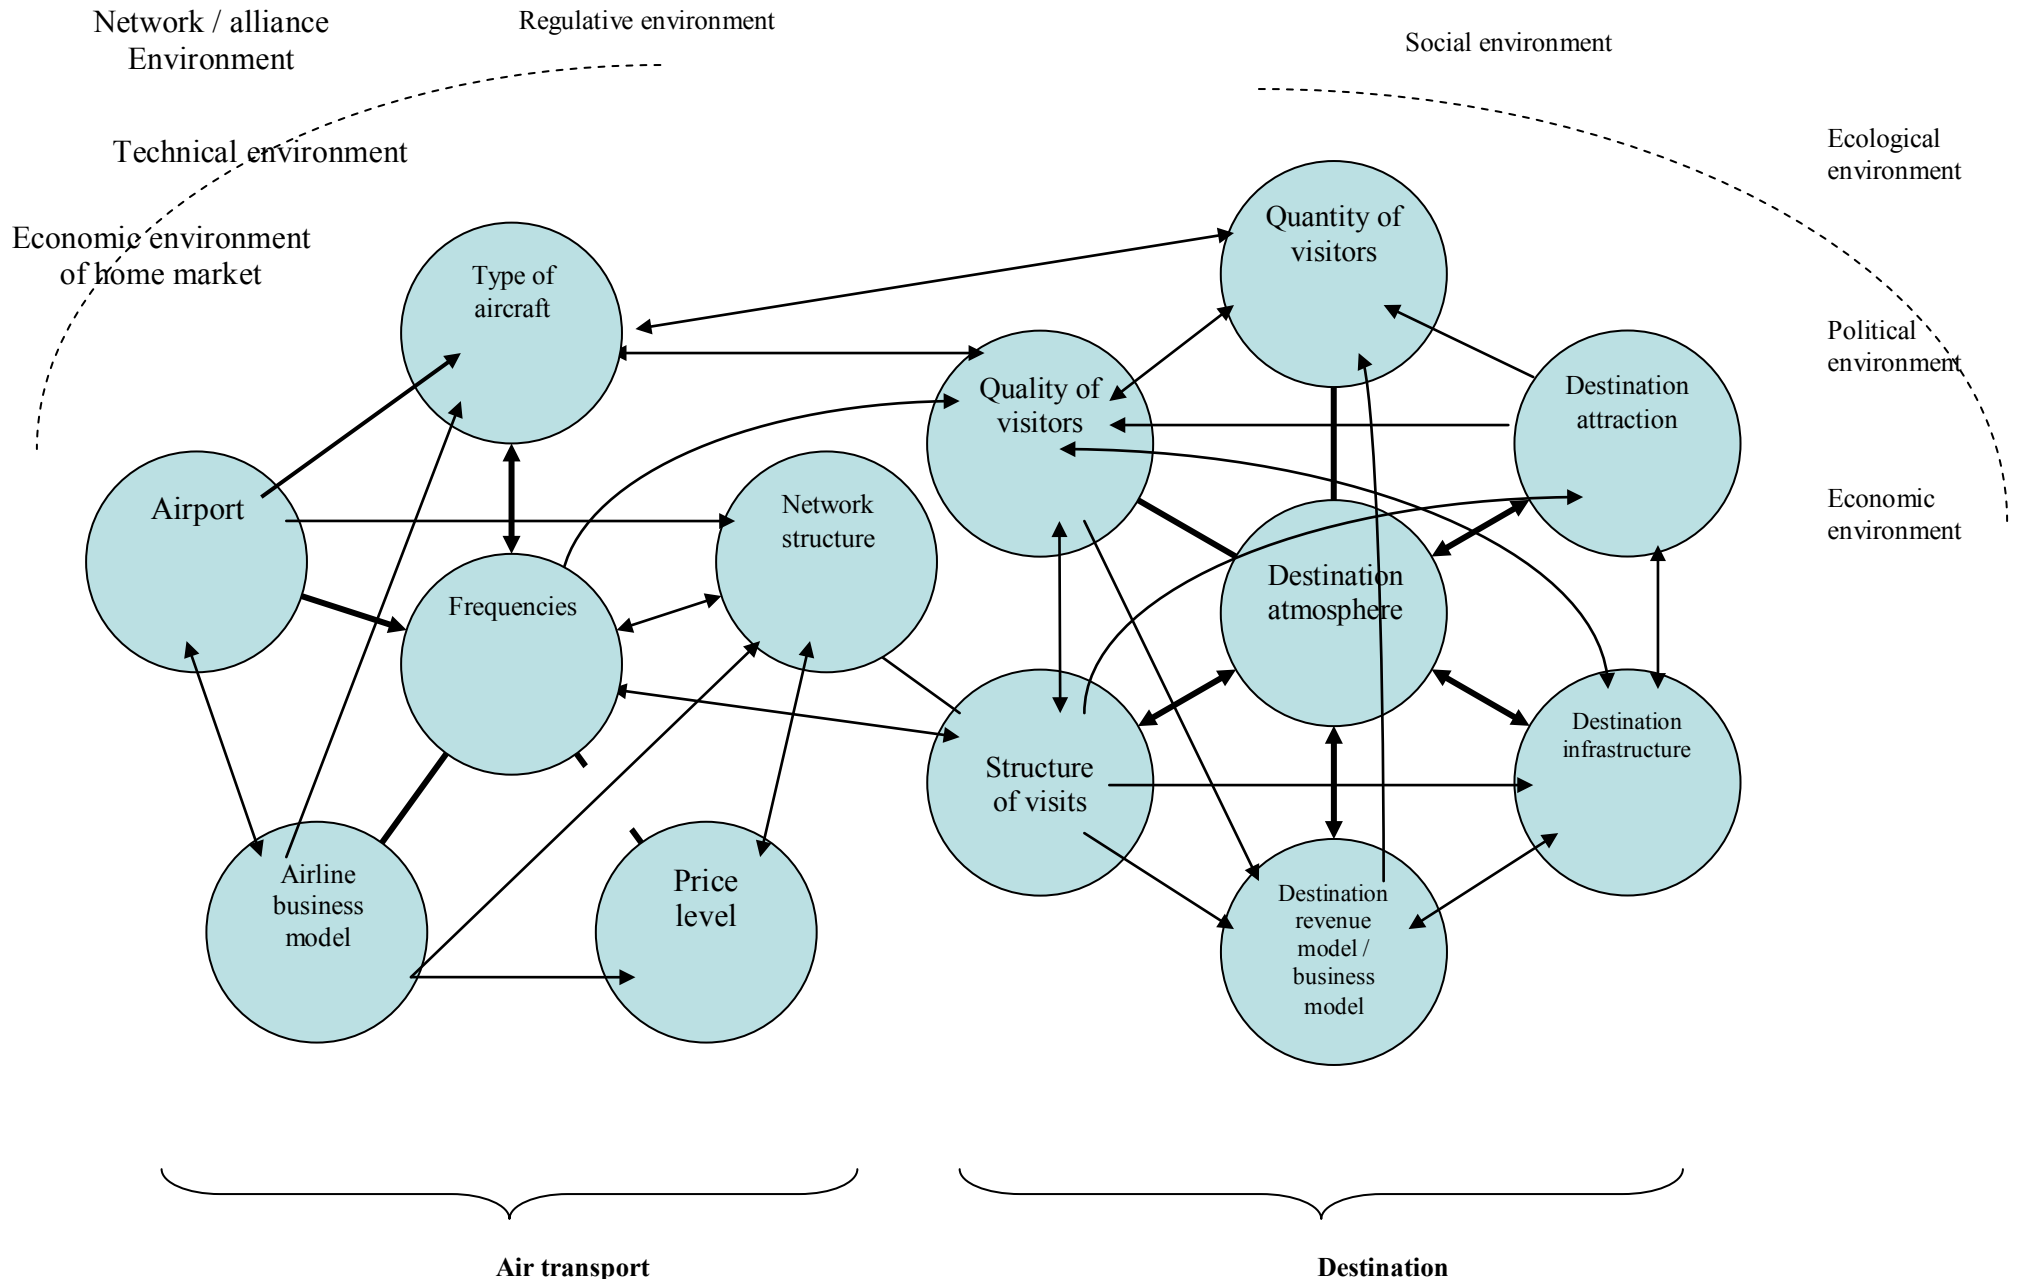 Network / alliance
Environment
Regulative environment
Social environment
Technical environment
Ecological
environment
Economic environment
of home market
Quantity of
visitors
Type of
aircraft
Political
environment
Quality of
visitors
Destination
attraction
Airport
Network
structure
Economic
environment
Frequencies
Destination
atmosphere
Destination
infrastructure
Structure
of visits
Airline
business
model
Price
level
Destination
revenue
model /
business
model
Air transport
Destination